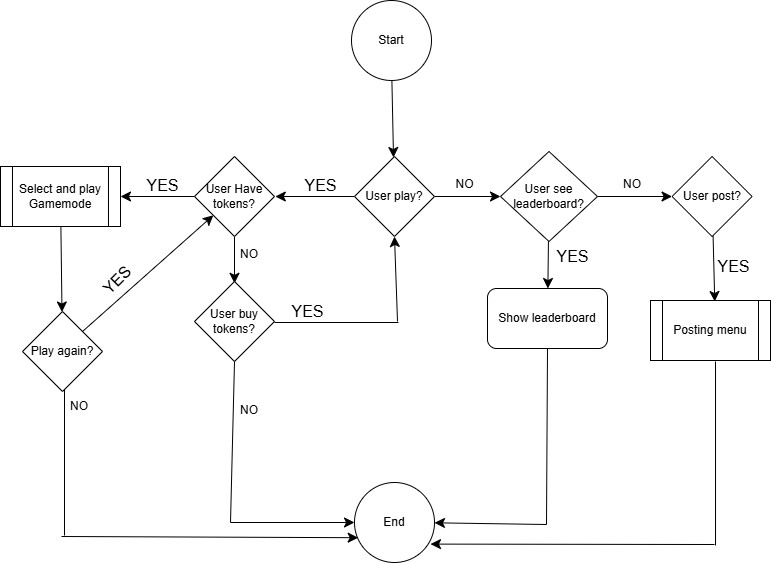 Start
Select and play
Gamemode
YES
User Have
tokens?
YES
User play?
NO
User see
leaderboard?
NO
User post?
YES
NO
YES
YES
User buy
tokens?
YES
Show leaderboard
Posting menu
Play again?
NO
NO
End